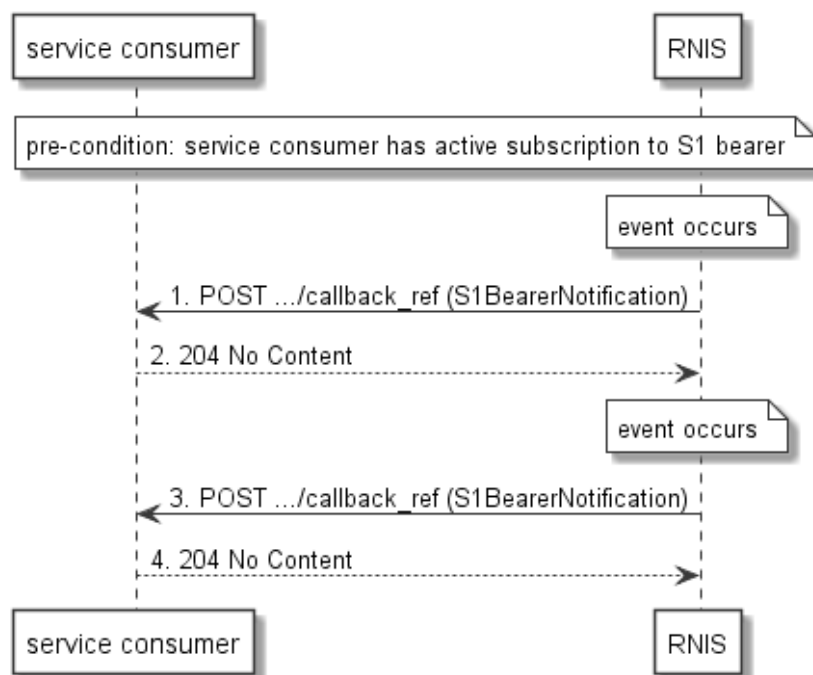 service consumer RNIS
pre-condition: service consumer has active subscription to S1 bearer
event occurs
1. POST .../callback_ref (S1BearerNotification)
2. 204 No Content
event occurs
3. POST .../callback_ref (S1BearerNotification)
4. 204 No Content
service consumer RNIS